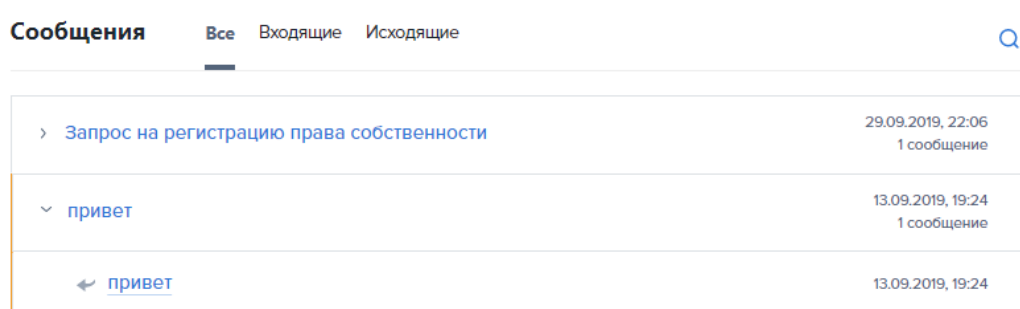 Сообщения Все Входящие Исходящие
Запрос на регистрацию права собственности 29.09.2019, 22:06
1 сообщение
привет 13.09.2019, 19:24
1 сообщение
привет 13.09.2019, 19:24